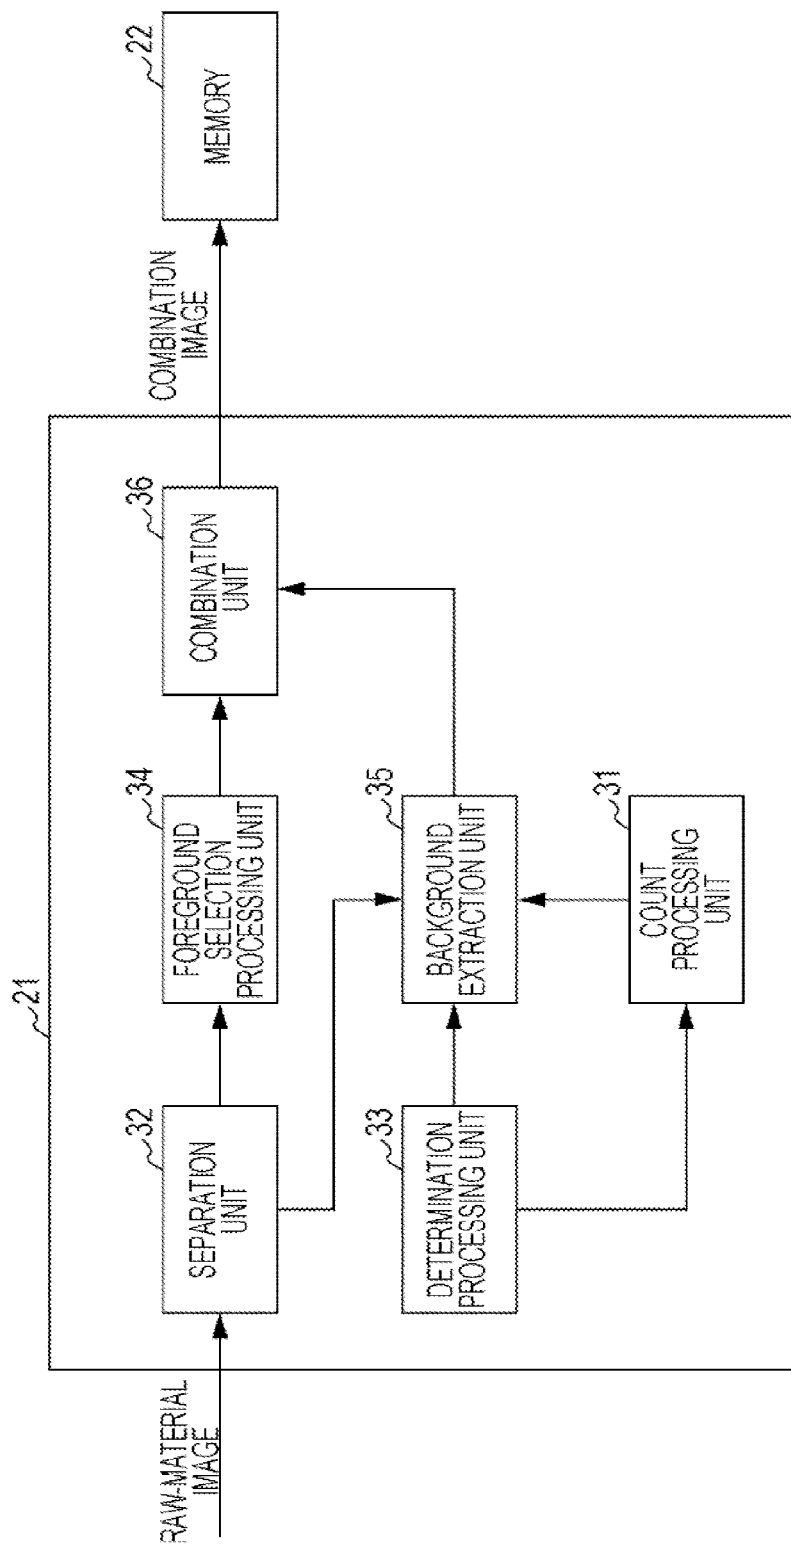 21
RAW-MATERIAL
IMAGE
32
SEPARATION
UNIT
34
FOREGROUND
SELECTION
PROCESSING UNIT
36
COMBINATION
UNIT
COMBINATION
IMAGE
22
MEMORY
33
DETERMINATION
PROCESSING UNIT
35
BACKGROUND
EXTRACTION UNIT
31
COUNT
PROCESSING
UNIT